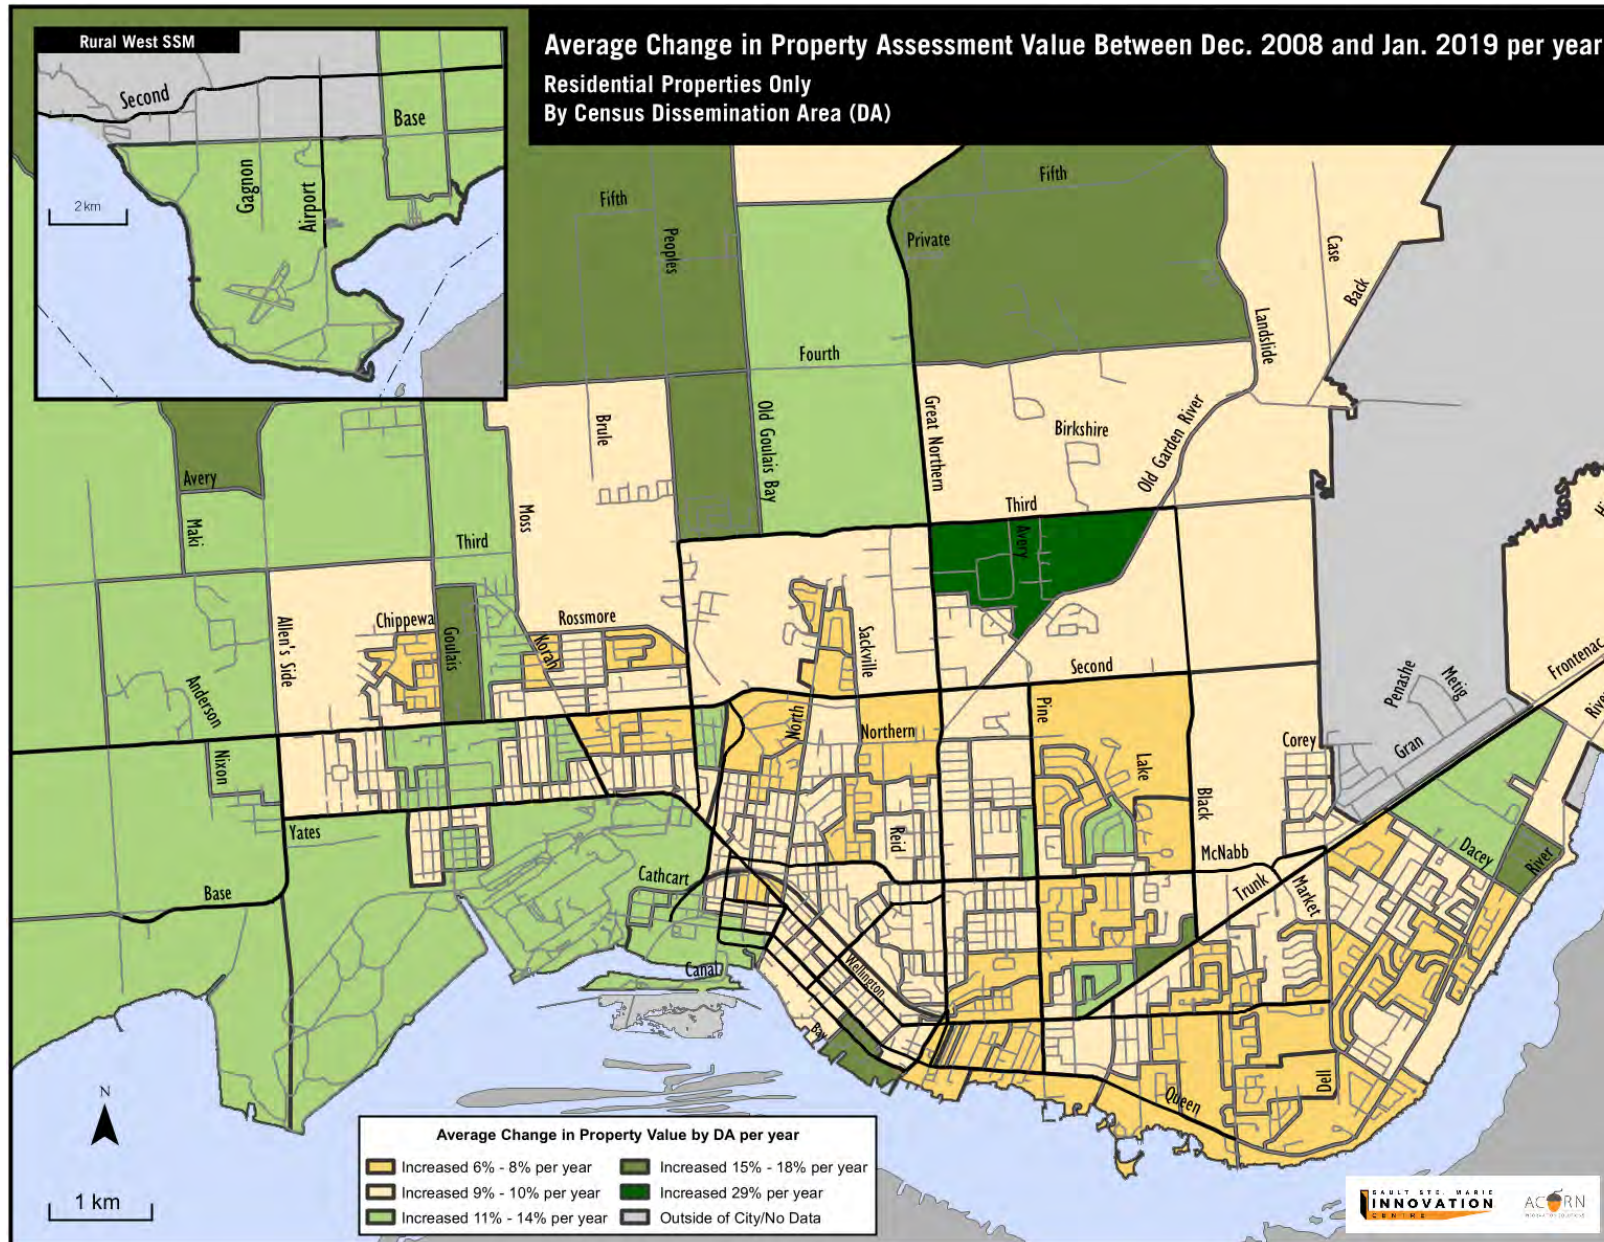 Rural West SSM
Average Change in Property Assessment Value Between Dec. 2008 and Jan. 2019 per year
Residential Properties Only
By Census Dissemination Area (DA)
Second
Base
Gagnon
Airport
2 km
Fifth
Peoples
Fifth
Private
Case
Back
Landslide
Fourth
Brule
Old Goulais Bay
Great Northern
Birkshire
Old Garden River
Avery
Maki
Moss
Third
Third
Avery
Chippewa
Goulais
Korah
Rossmore
Sackville
Second
Allen's Side
Anderson
Nixon
North
Northern
Pine
Lake
Black
Corey
Penashe
Metig
Gran
Frontenac
Yates
Reid
McNabb
Trunk
Market
Dacey
River
Base
Cathcart
Canal
Wellington
Bay
Queen
Dell
N
1 km
Average Change in Property Value by DA per year
Increased 6% - 8% per year
Increased 9% - 10% per year
Increased 11% - 14% per year
Increased 15% - 18% per year
Increased 29% per year
Outside of City/No Data
SAULT STE. MARIE
INNOVATION
CENTRE
ACORN